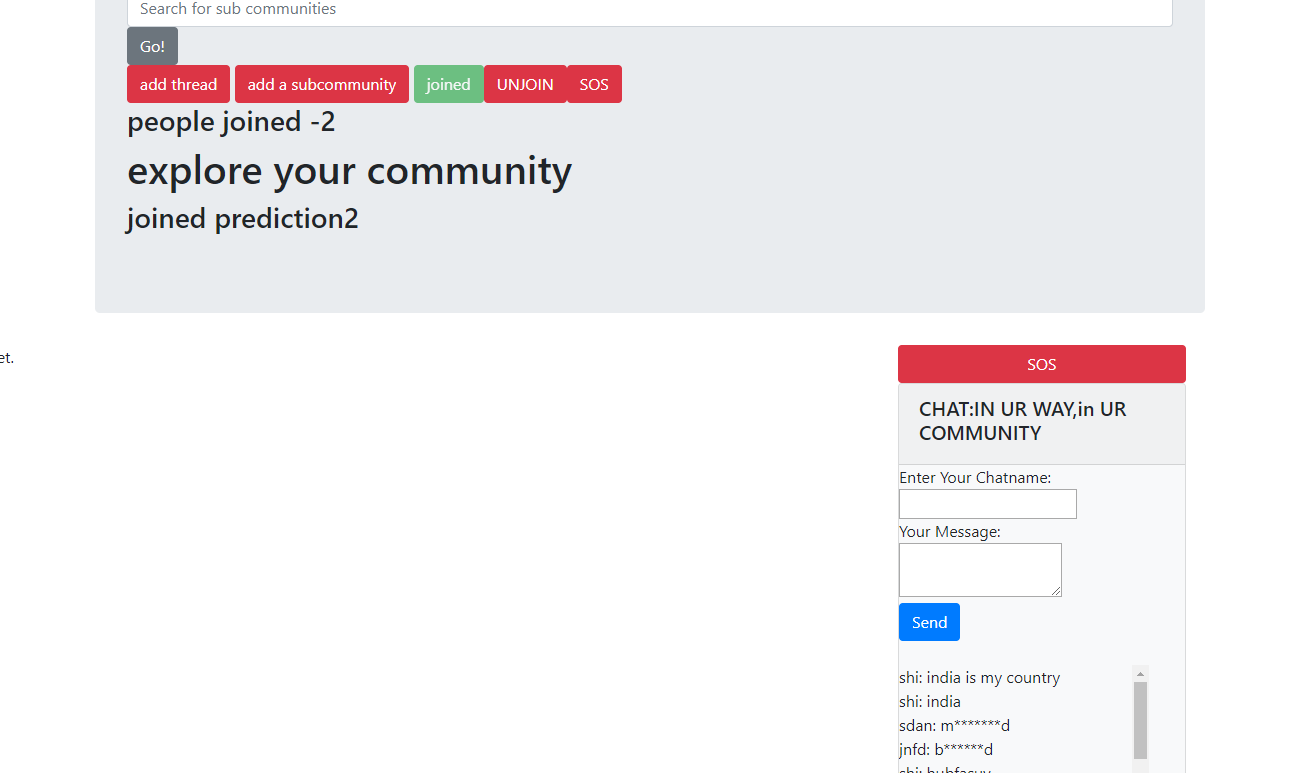 Search for sub communities
Go!
add thread add a subcommunity joined UNJOIN SOS
people joined -2
explore your community
joined prediction2
et.
SOS
CHAT:IN UR WAY,in UR
COMMUNITY
Enter Your Chatname:
Your Message:
Send
shi: india is my country
shi: india
sdan: m*******d
jnfd: b******d